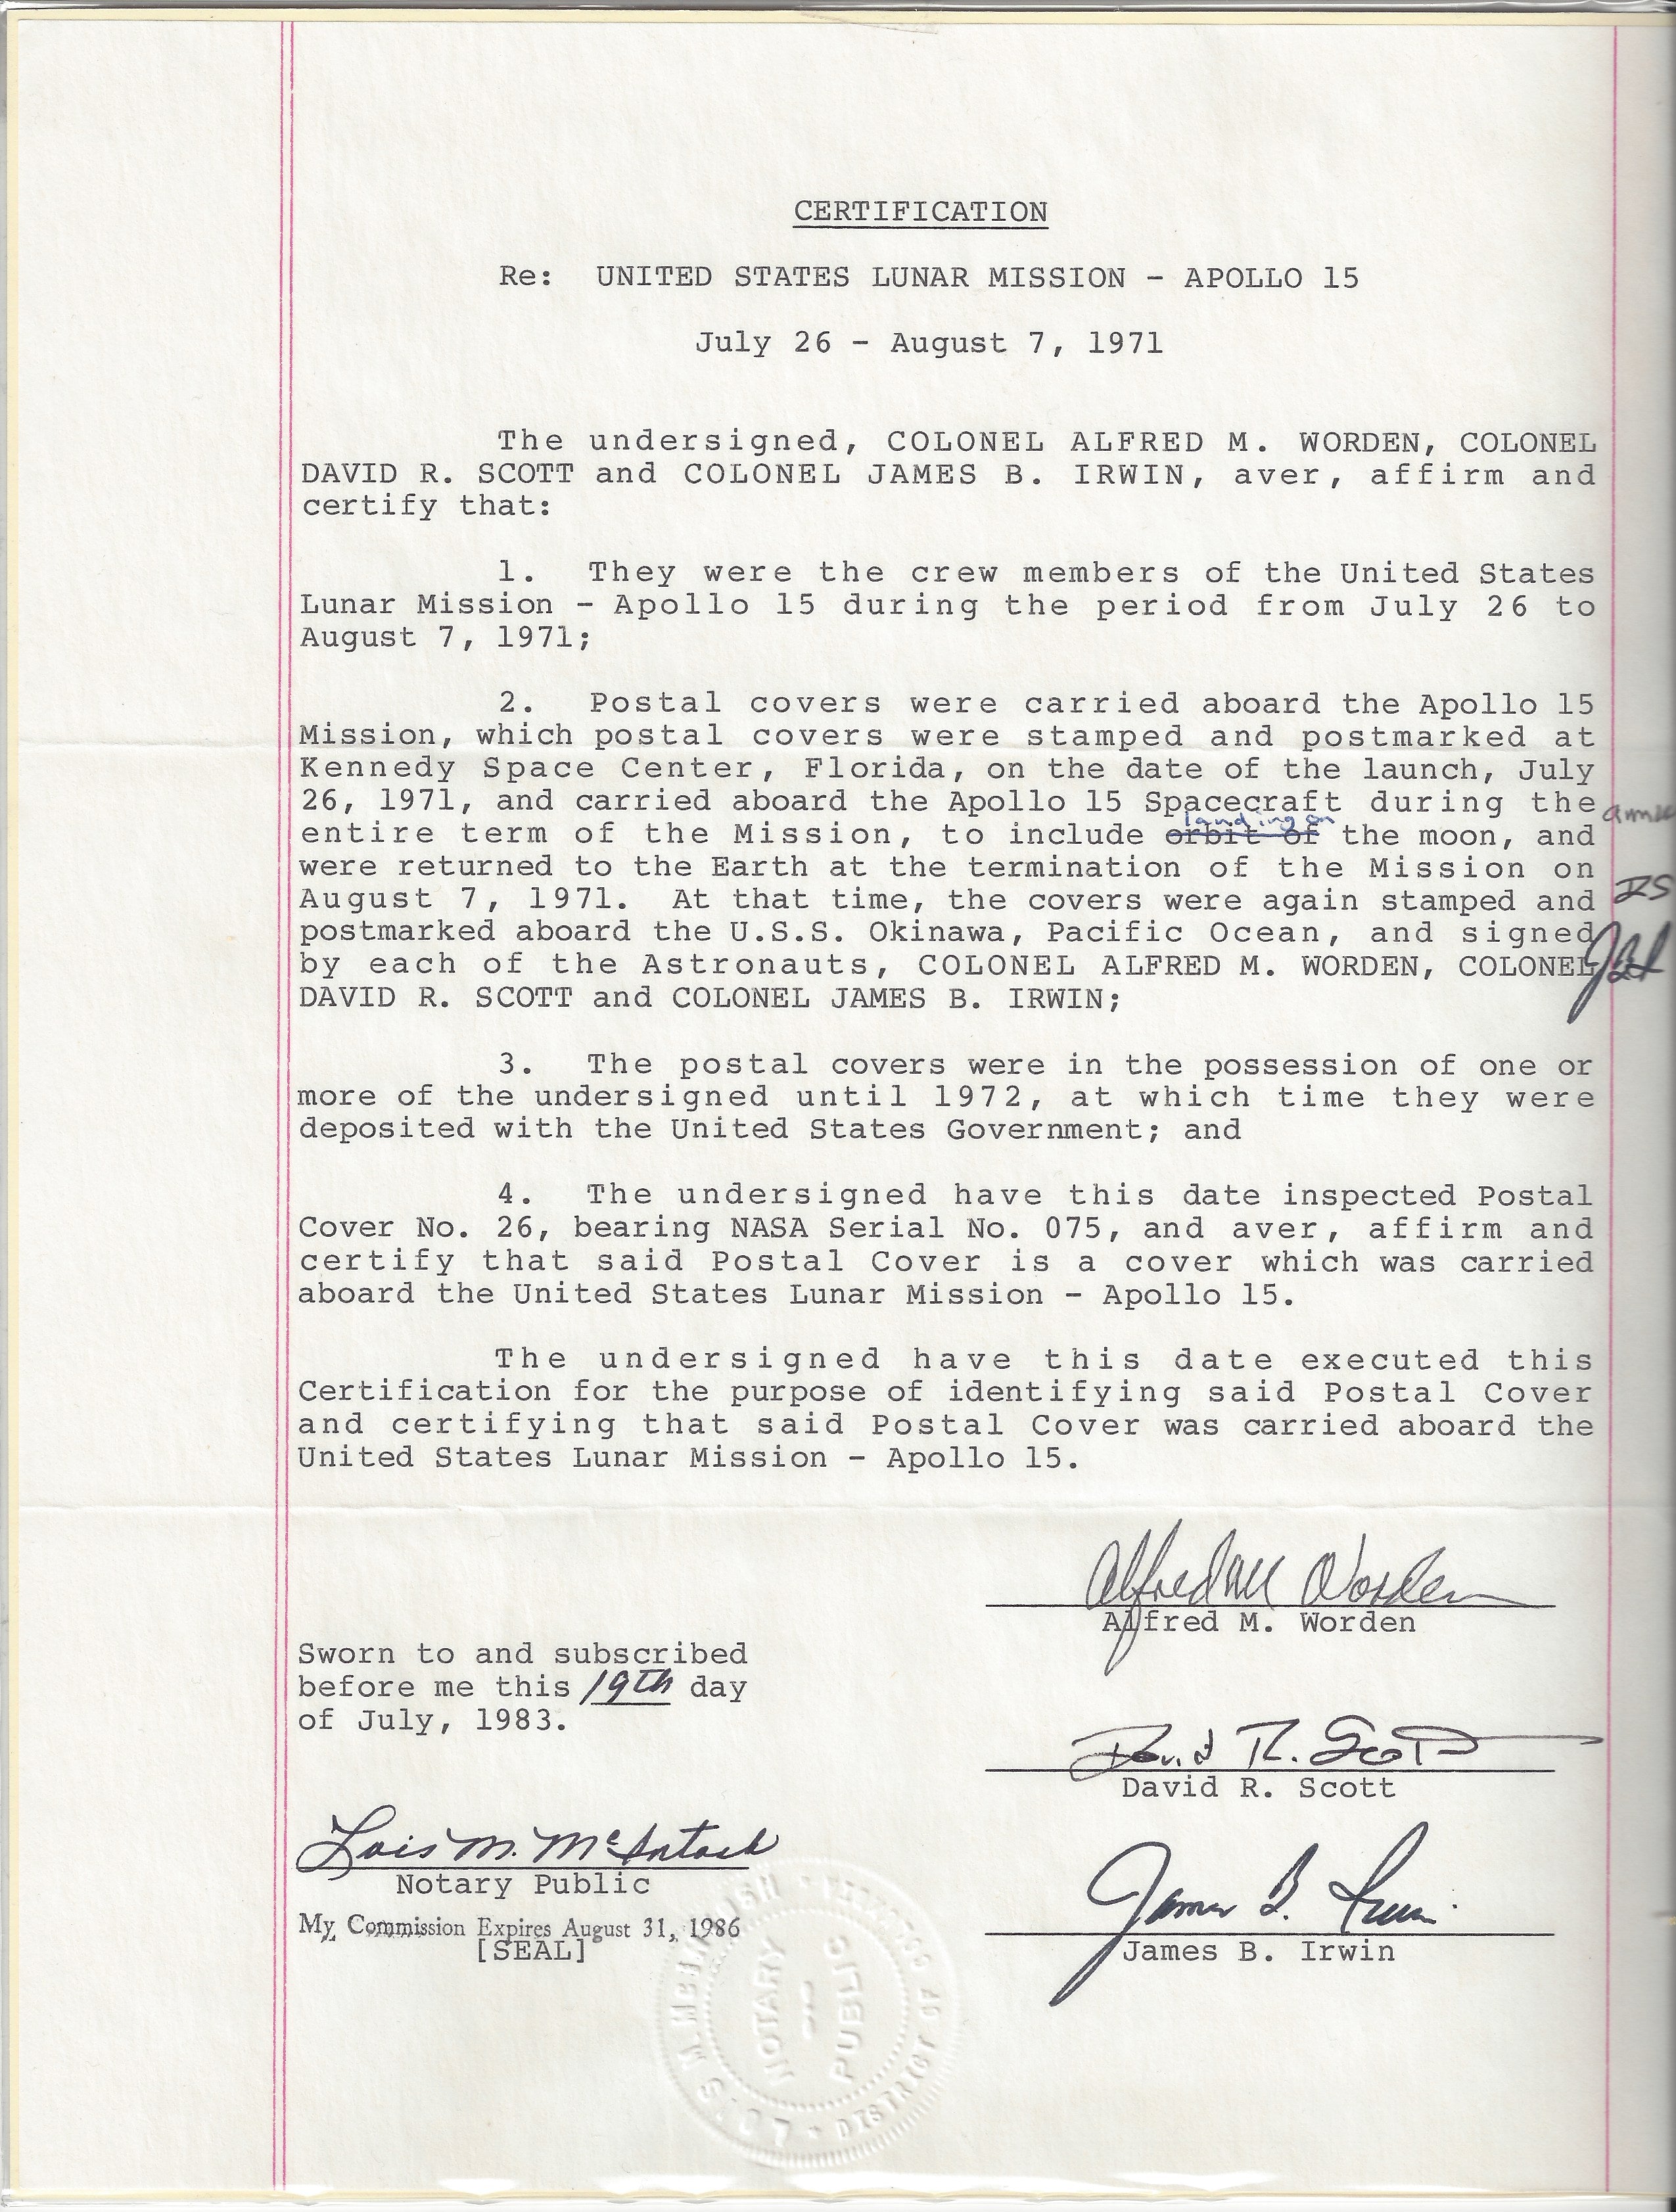 CERTIFICATION
Re: UNITED STATES LUNAR MISSION - APOLLO 15
July 26 - August 7, 1971
The undersigned, COLONEL ALFRED M. WORDEN, COLONEL
DAVID R. SCOTT and COLONEL JAMES B. IRWIN, aver, affirm and
certify that:
1. They were the crew members of the United States
Lunar Mission - Apollo 15 during the period from July 26 to
August 7, 1971;
2. Postal covers were carried aboard the Apollo 15
Mission, which postal covers were stamped and postmarked at
Kennedy Space Center, Florida, on the date of the launch, July
26, 1971, and carried aboard the Apollo 15 Spacecraft during the
landing on
entire term of the Mission, to include orbit of the moon, and
were returned to the Earth at the termination of the Mission on
August 7, 1971. At that time, the covers were again stamped and
postmarked aboard the U.S.S. Okinawa, Pacific Ocean, and signed
by each of the Astronauts, COLONEL ALFRED M. WORDEN, COLONEL
DAVID R. SCOTT and COLONEL JAMES B. IRWIN;
3. The postal covers were in the possession of one or
more of the undersigned until 1972, at which time they were
deposited with the United States Government; and
4. The undersigned have this date inspected Postal
Cover No. 26, bearing NASA Serial No. 075, and aver, affirm and
certify that said Postal Cover is a cover which was carried
aboard the United States Lunar Mission - Apollo 15.
The undersigned have this date executed this
Certification for the purpose of identifying said Postal Cover
and certifying that said Postal Cover was carried aboard the
United States Lunar Mission - Apollo 15.
Alfred M Worden
Alfred M. Worden
Sworn to and subscribed
before me this 19th day
of July, 1983.
David R. Scott
David R. Scott
Lois M. McIntosh
Notary Public
My Commission Expires August 31, 1986
[SEAL]
James B. Irwin
James B. Irwin
NOTARY
PUBLIC
DISTRICT OF